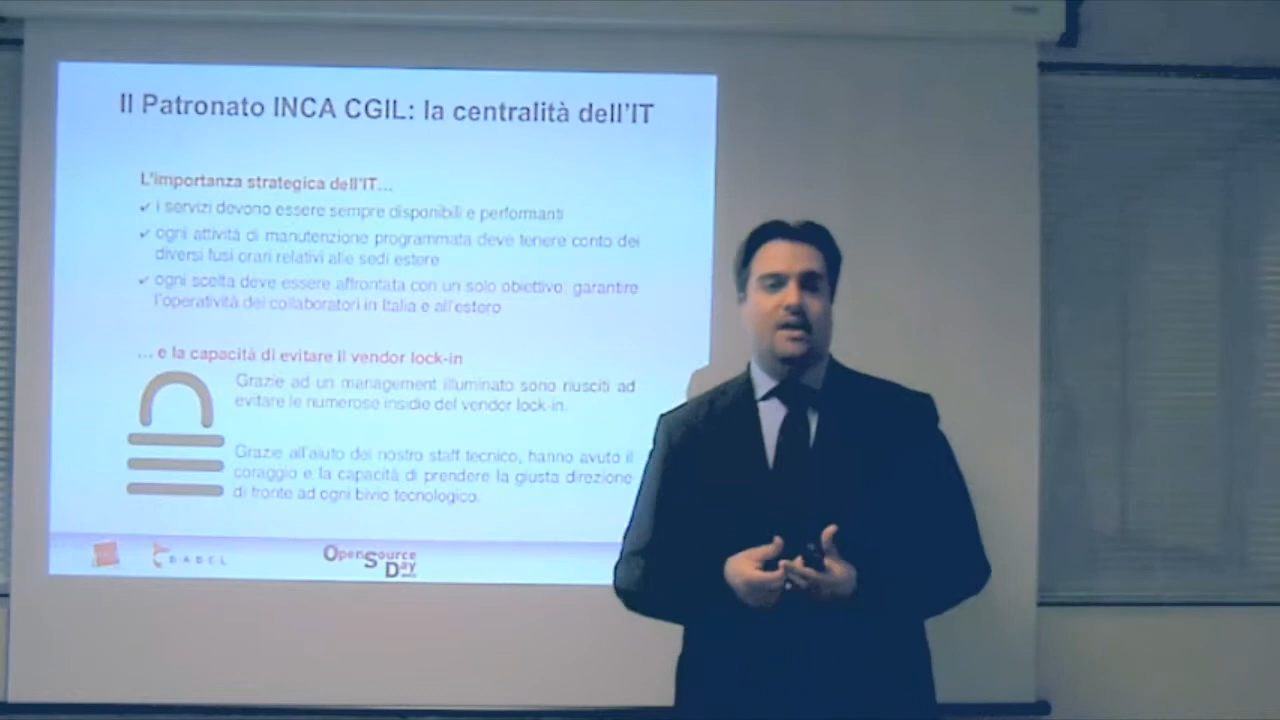 Il Patronato INCA CGIL: la centralità dell'IT
L'importanza strategica dell'IT...
✔ i servizi devono essere sempre disponibili e performanti
✔ ogni attività di manutenzione programmata deve tenere conto dei
diversi fusi orari relativi alle sedi estere
✔ ogni scelta deve essere affrontata con un solo obiettivo: garantire
l'operatività dei collaboratori in Italia e all'estero
... e la capacità di evitare il vendor lock-in
Grazie ad un management illuminato sono riusciti ad
evitare le numerose insidie del vendor lock-in.
Grazie all'aiuto del nostro staff tecnico, hanno avuto il
coraggio e la capacità di prendere la giusta direzione
di fronte ad ogni bivio tecnologico.
OpenSource
Day